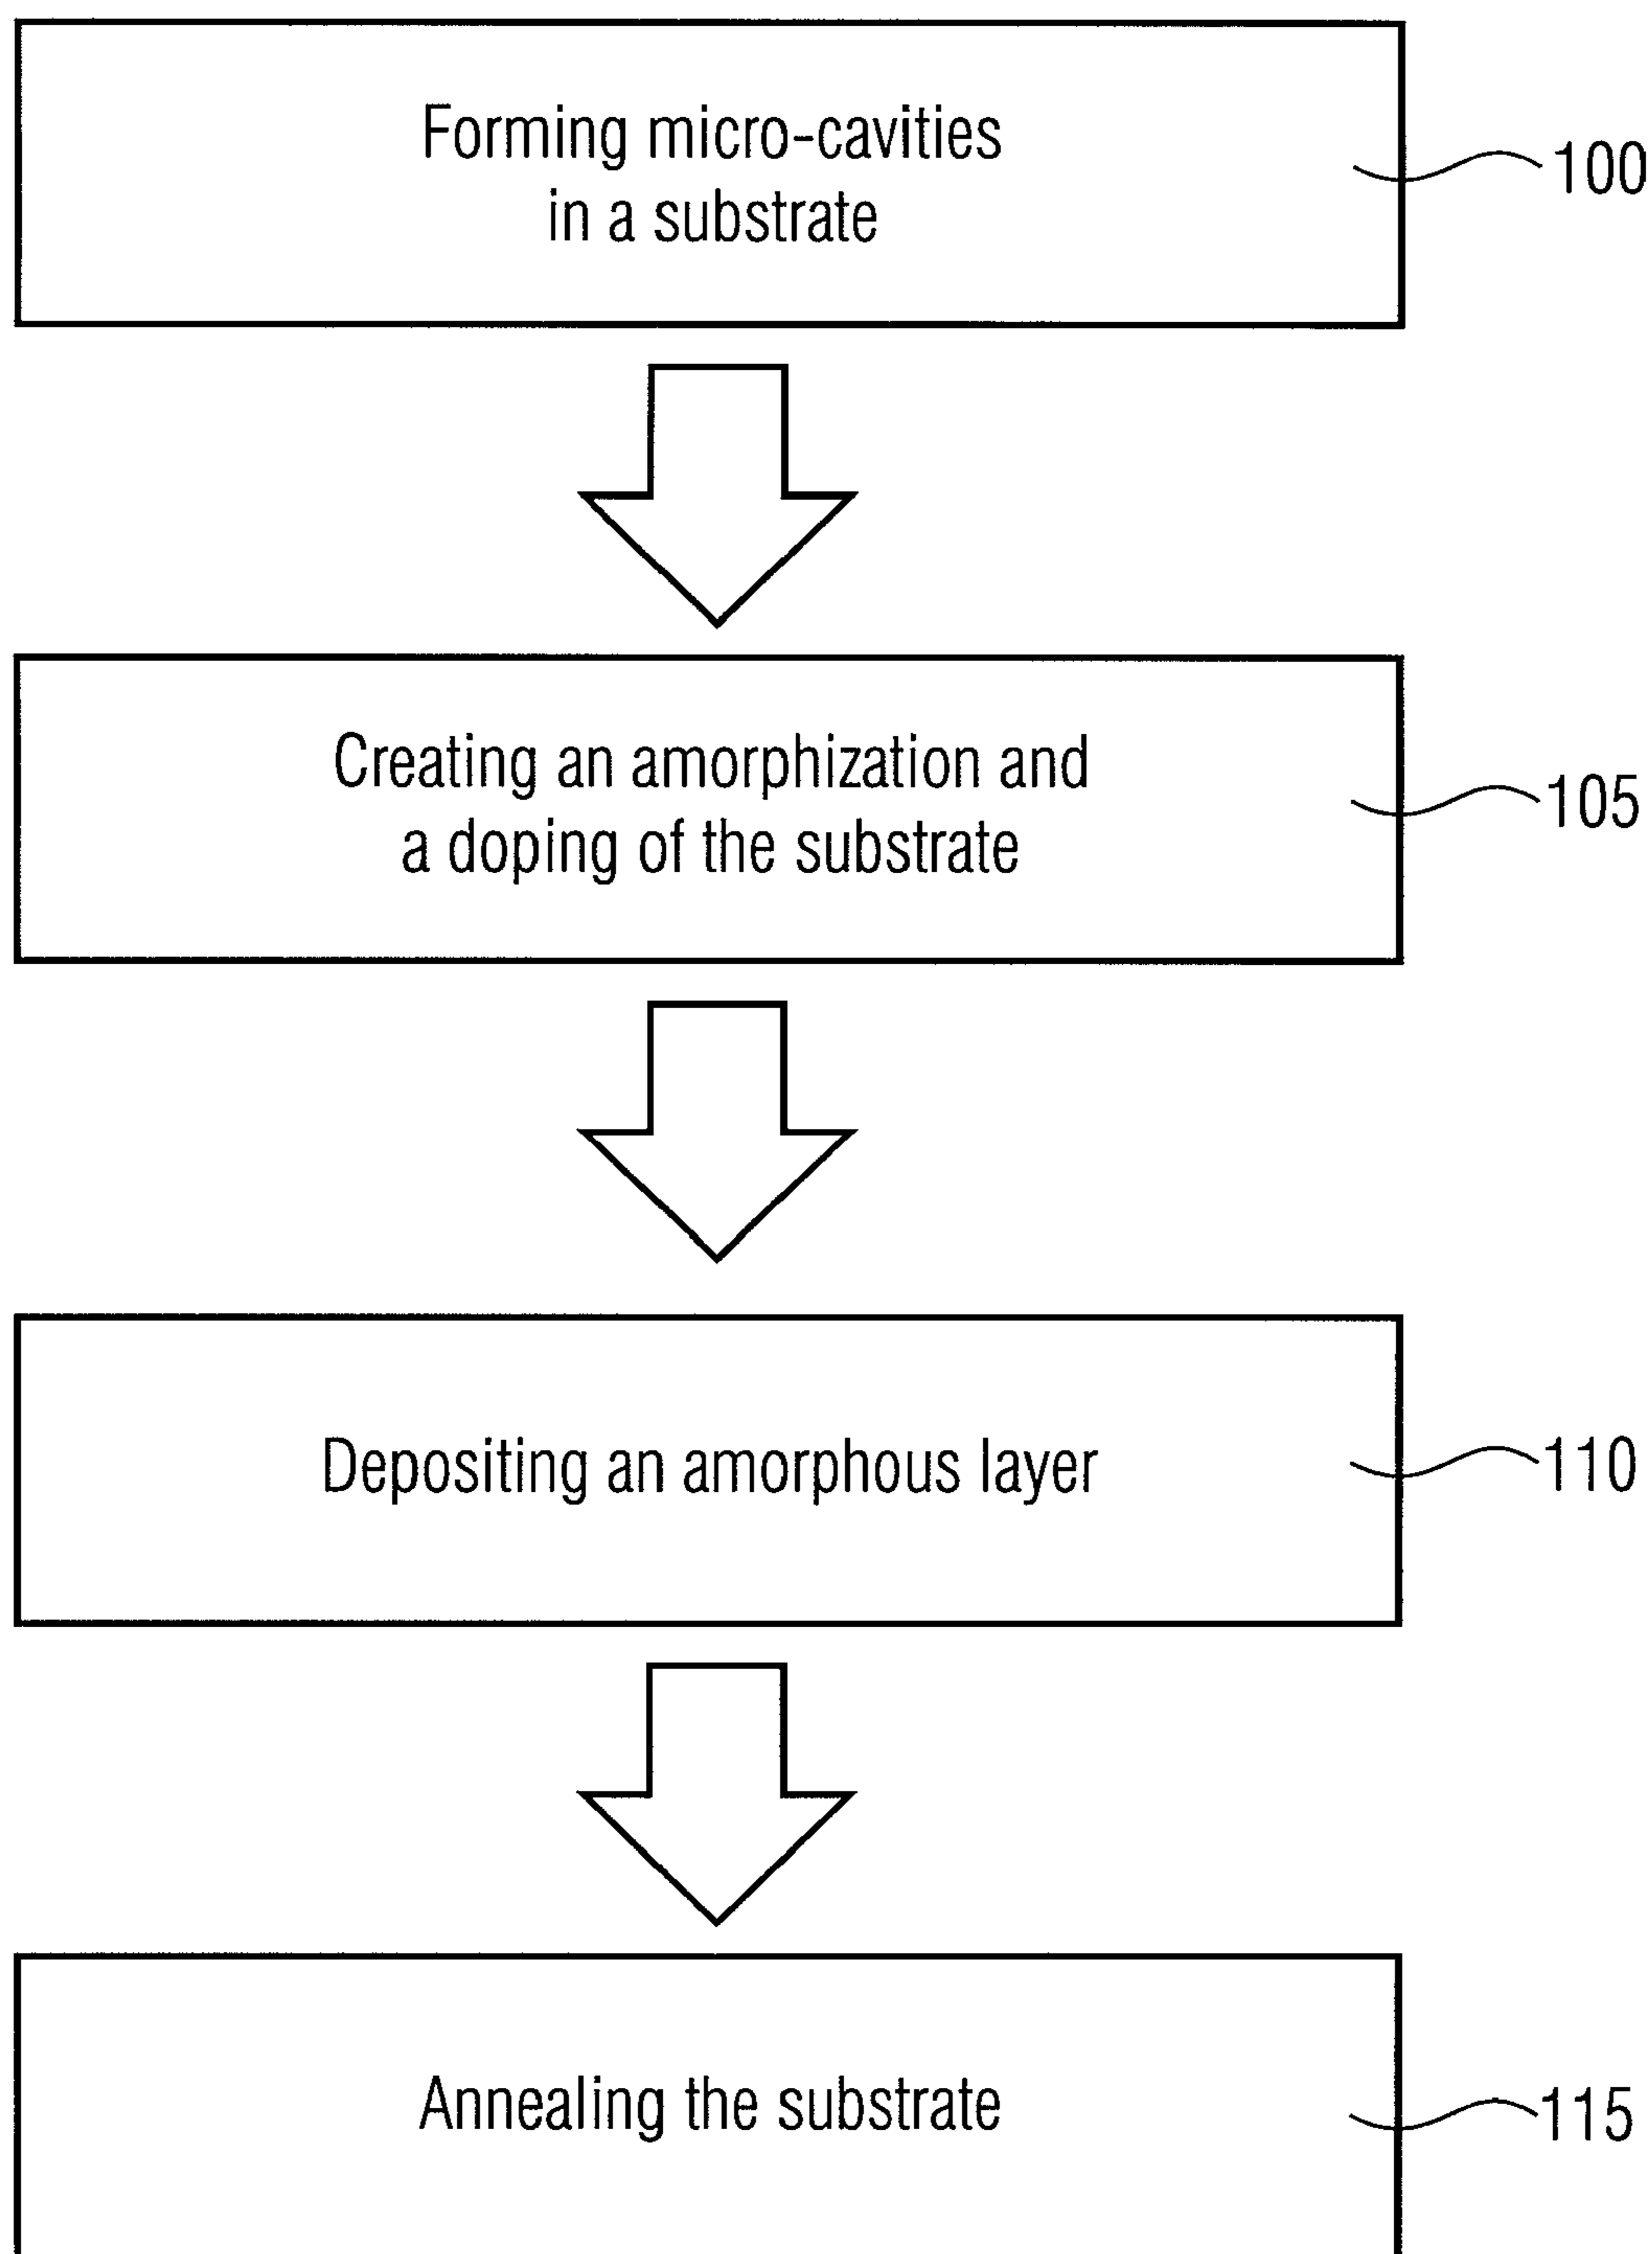 Forming micro-cavities
in a substrate
100
Creating an amorphization and
a doping of the substrate
105
Depositing an amorphous layer
110
Annealing the substrate
115